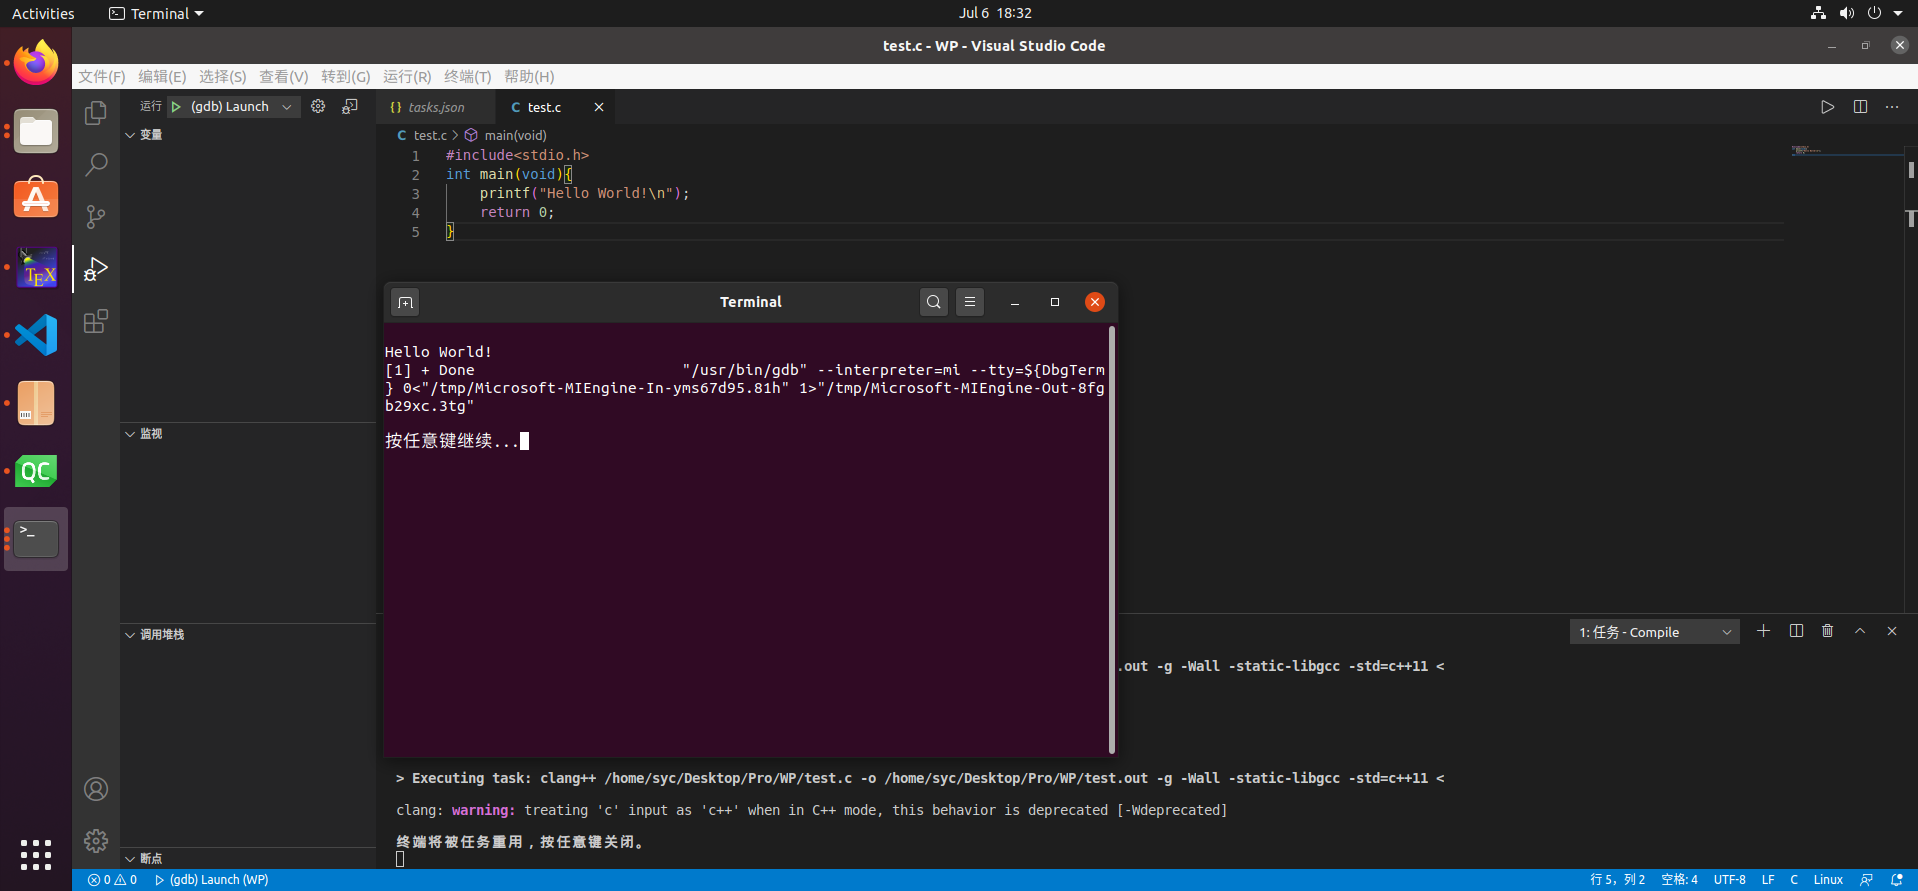 Activities
Terminal
Jul 6 18:32
test.c - WP - Visual Studio Code
文件(F) 编辑(E) 选择(S) 查看(V) 转到(G) 运行(R) 终端(T) 帮助(H)
运行 (gdb) Launch
{} tasks.json
C test.c
变量
C test.c > main(void)
1 #include<stdio.h>
2 int main(void){
3 printf("Hello World!\n");
4 return 0;
5 }
TEX
QC
>_
监视
调用堆栈
断点
Terminal
Hello World!
[1] + Done "/usr/bin/gdb" --interpreter=mi --tty=${DbgTerm
} 0<"/tmp/Microsoft-MIEngine-In-yms67d95.81h" 1>"/tmp/Microsoft-MIEngine-Out-8fg
b29xc.3tg"
按任意键继续...
1: 任务 - Compile
.out -g -Wall -static-libgcc -std=c++11 <
> Executing task: clang++ /home/syc/Desktop/Pro/WP/test.c -o /home/syc/Desktop/Pro/WP/test.out -g -Wall -static-libgcc -std=c++11 <
clang: warning: treating 'c' input as 'c++' when in C++ mode, this behavior is deprecated [-Wdeprecated]
终端将被任务重用，按任意键关闭。
0 0 (gdb) Launch (WP)
行 5，列 2 空格: 4 UTF-8 LF C Linux